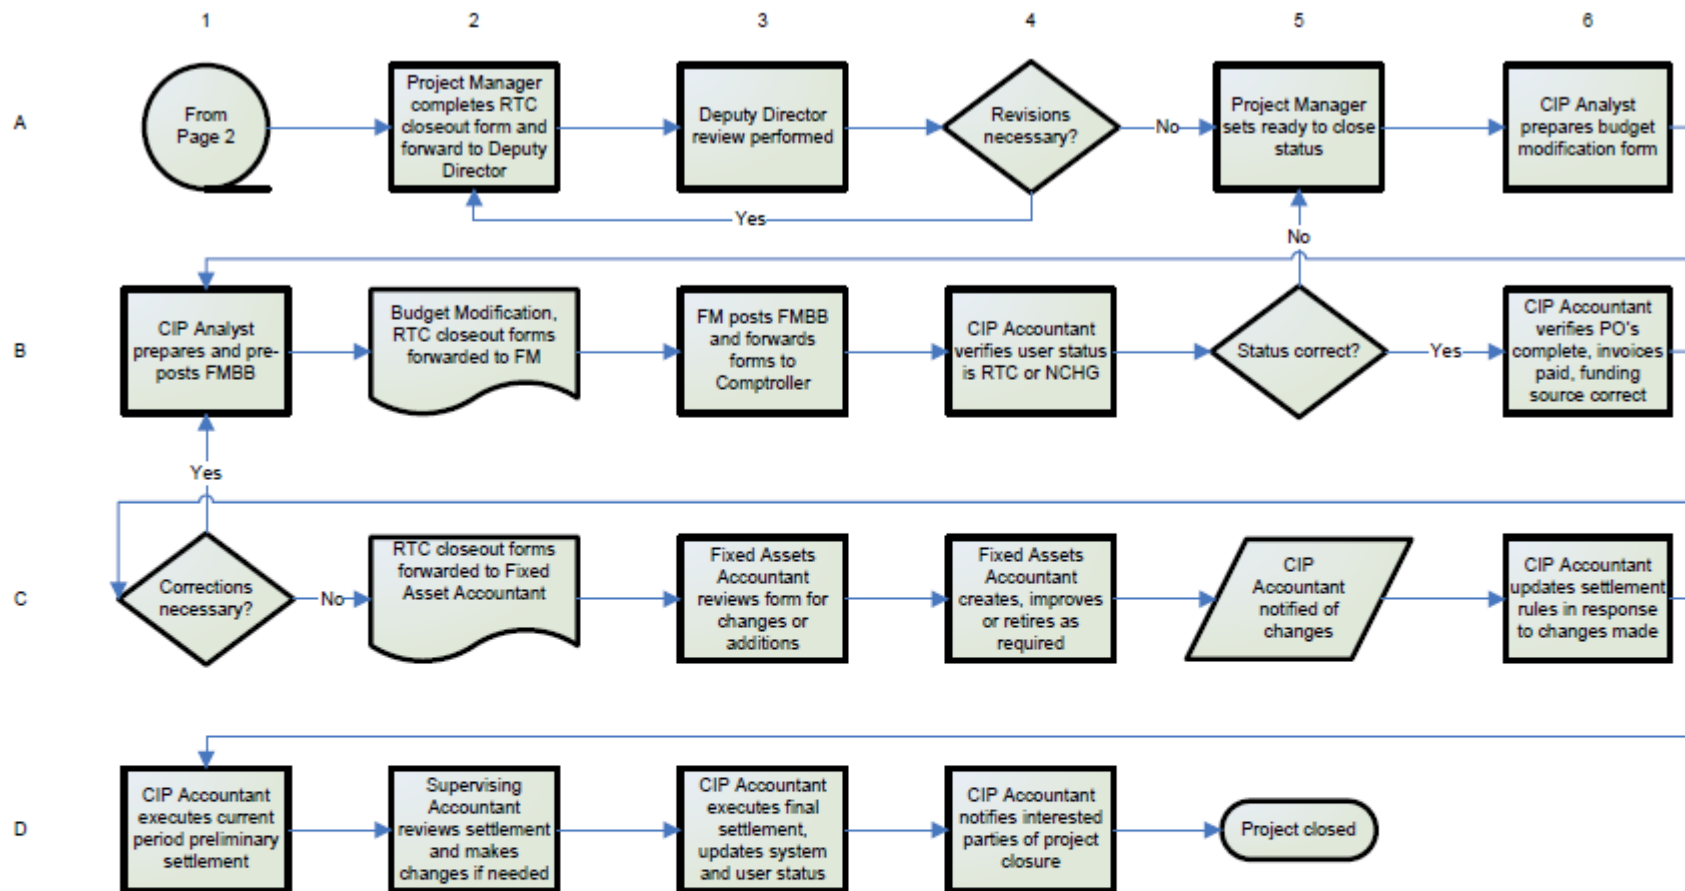 1
2
3
4
5
6
A
From
Page 2
Project Manager
completes RTC
closeout form and
forward to Deputy
Director
Deputy Director
review performed
Revisions
necessary?
No
Project Manager
sets ready to close
status
CIP Analyst
prepares budget
modification form
Yes
No
B
CIP Analyst
prepares and pre-
posts FMBB
Budget Modification,
RTC closeout forms
forwarded to FM
FM posts FMBB
and forwards
forms to
Comptroller
CIP Accountant
verifies user status
is RTC or NCHG
Status correct?
Yes
CIP Accountant
verifies PO's
complete, invoices
paid, funding
source correct
Yes
C
Corrections
necessary?
No
RTC closeout forms
forwarded to Fixed
Asset Accountant
Fixed Assets
Accountant
reviews form for
changes or
additions
Fixed Assets
Accountant
creates, improves
or retires as
required
CIP
Accountant
notified of
changes
CIP Accountant
updates settlement
rules in response
to changes made
D
CIP Accountant
executes current
period preliminary
settlement
Supervising
Accountant
reviews settlement
and makes
changes if needed
CIP Accountant
executes final
settlement,
updates system
and user status
CIP Accountant
notifies interested
parties of project
closure
Project closed